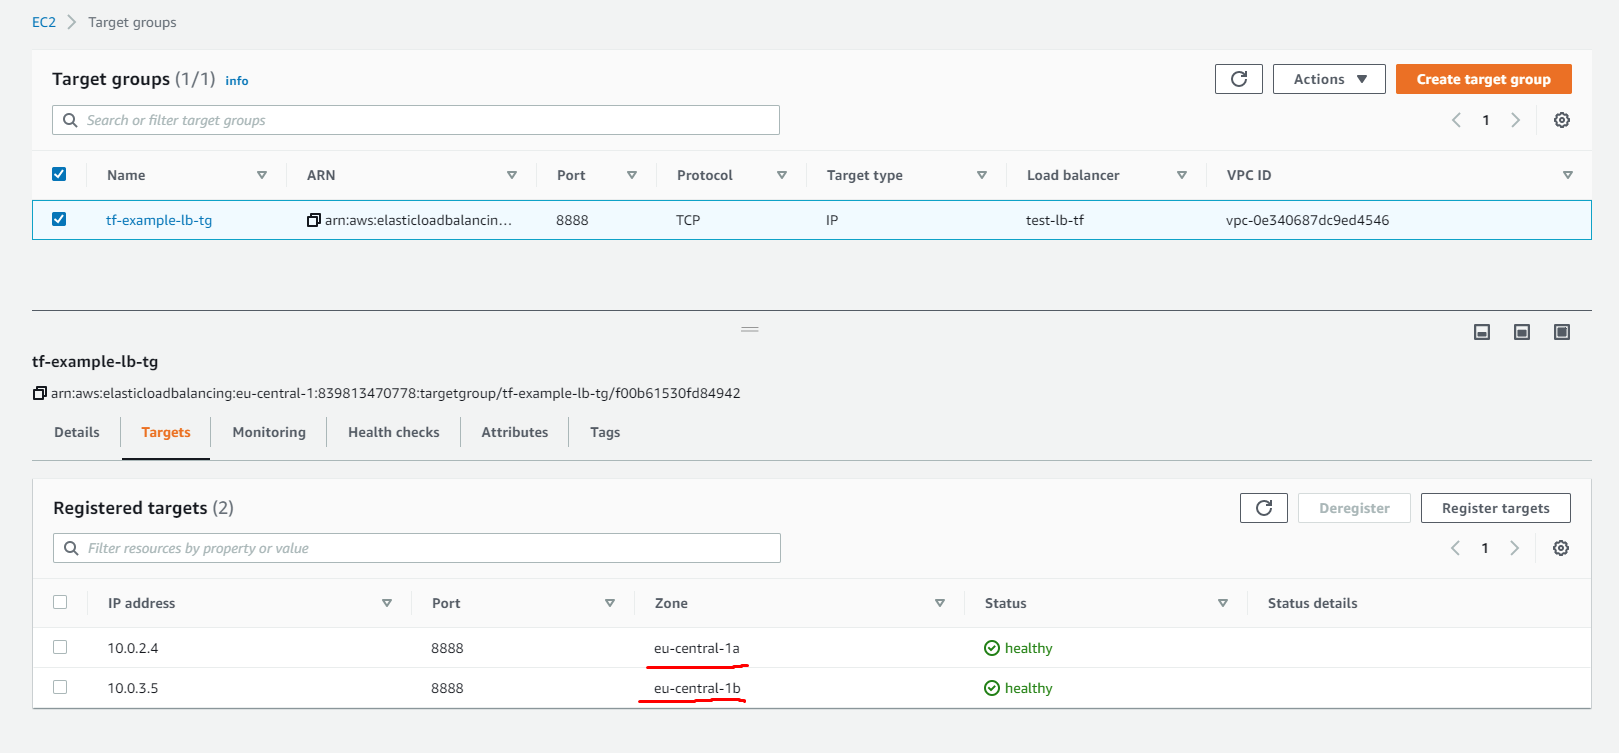 EC2 > Target groups
Target groups (1/1) info
Actions
Create target group
Search or filter target groups
1
Name ARN Port Protocol Target type Load balancer VPC ID
tf-example-lb-tg arn:aws:elasticloadbalancin... 8888 TCP IP test-lb-tf vpc-0e340687dc9ed4546
tf-example-lb-tg
arn:aws:elasticloadbalancing:eu-central-1:839813470778:targetgroup/tf-example-lb-tg/f00b61530fd84942
Details Targets Monitoring Health checks Attributes Tags
Registered targets (2)
Deregister
Register targets
Filter resources by property or value
1
IP address Port Zone Status Status details
10.0.2.4 8888 eu-central-1a healthy
10.0.3.5 8888 eu-central-1b healthy